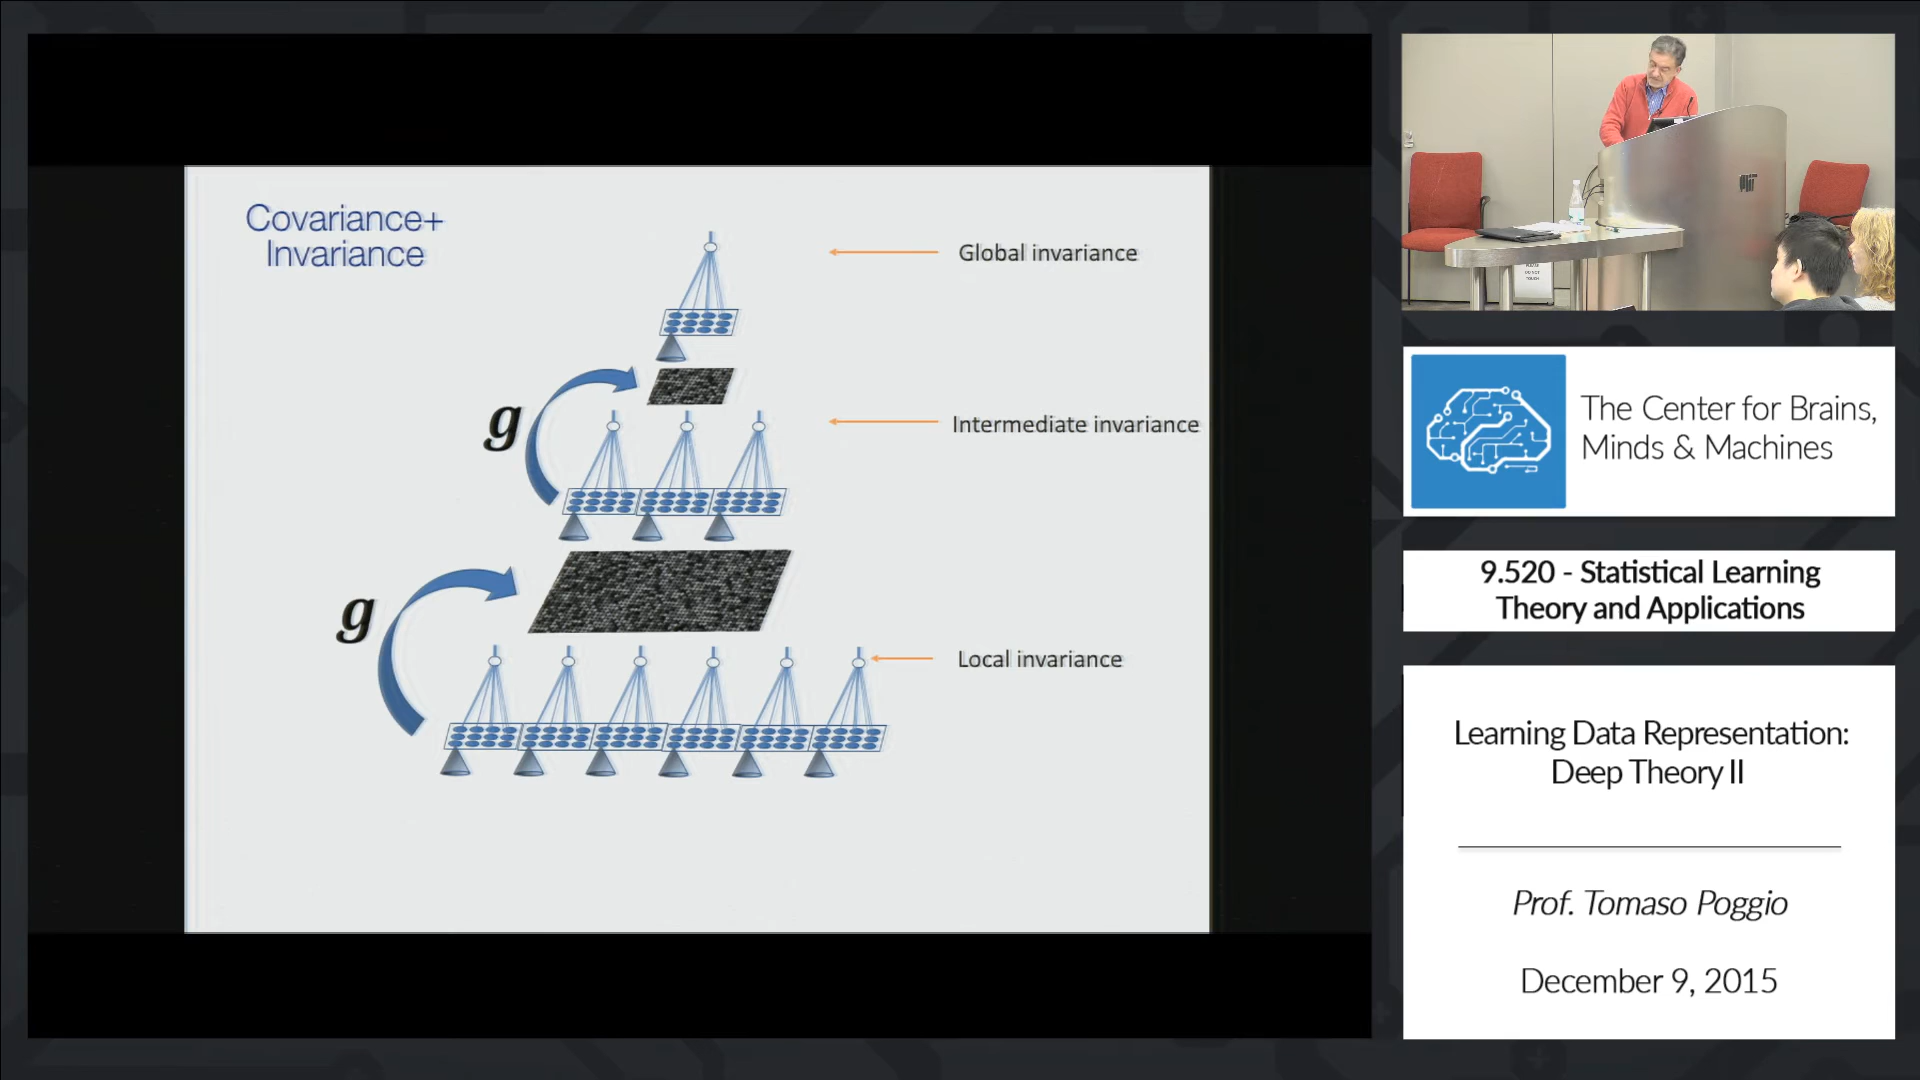 Covariance+
Invariance
Global invariance
g
Intermediate invariance
g
Local invariance
The Center for Brains,
Minds & Machines
9.520 - Statistical Learning
Theory and Applications
Learning Data Representation:
Deep Theory II
Prof. Tomaso Poggio
December 9, 2015